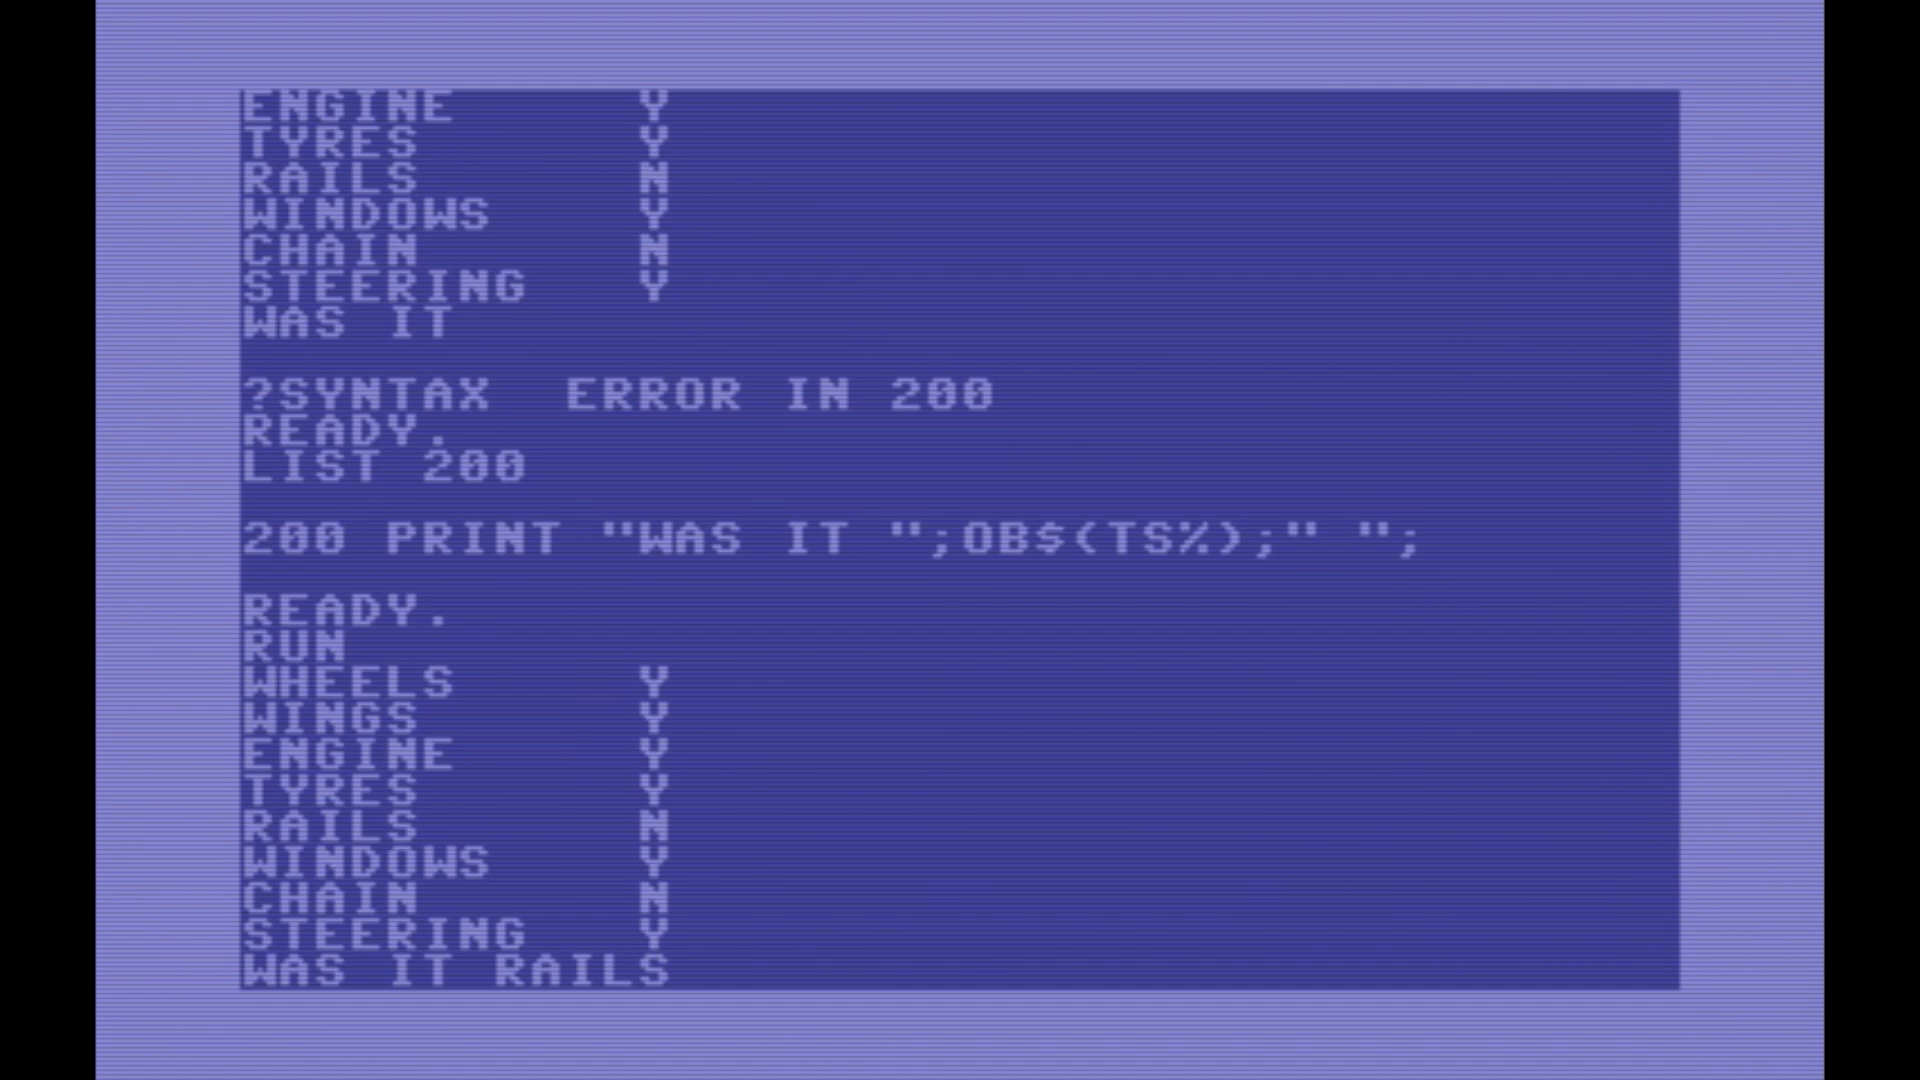 ENGINE Y
TYRES Y
RAILS N
WINDOWS Y
CHAIN N
STEERING Y
WAS IT
?SYNTAX ERROR IN 200
READY.
LIST 200
200 PRINT "WAS IT ";OB$(TS%);" ";
READY.
RUN
WHEELS Y
WINGS Y
ENGINE Y
TYRES Y
RAILS N
WINDOWS Y
CHAIN N
STEERING Y
WAS IT RAILS